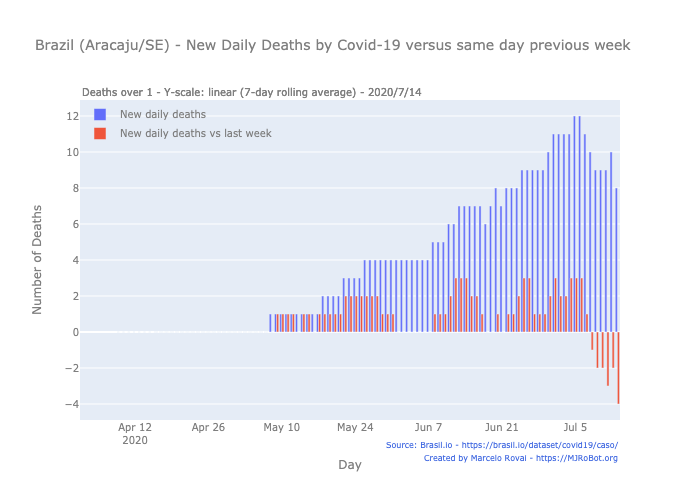 Brazil (Aracaju/SE) - New Daily Deaths by Covid-19 versus same day previous week
Deaths over 1 - Y-scale: linear (7-day rolling average) - 2020/7/14
New daily deaths
New daily deaths vs last week
12
10
8
6
4
2
0
−2
−4
Number of Deaths
Apr 12
2020
Apr 26
May 10
May 24
Jun 7
Jun 21
Jul 5
Day
Source: Brasil.io - https://brasil.io/dataset/covid19/caso/
Created by Marcelo Rovai - https://MJRoBot.org